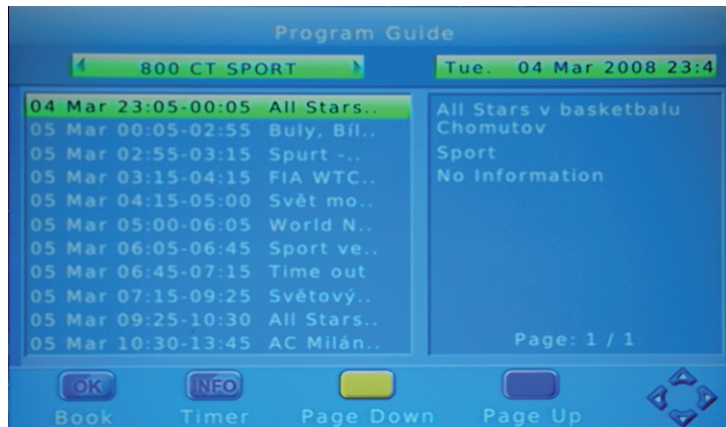 Program Guide
800 CT SPORT
Tue. 04 Mar 2008 23:4
04 Mar 23:05-00:05 All Stars..
05 Mar 00:05-02:55 Buly, Bíl..
05 Mar 02:55-03:15 Spurt -..
05 Mar 03:15-04:15 FIA WTC..
05 Mar 04:15-05:00 Svět mo..
05 Mar 05:00-06:05 World N..
05 Mar 06:05-06:45 Sport ve..
05 Mar 06:45-07:15 Time out
05 Mar 07:15-09:25 Světový..
05 Mar 09:25-10:30 All Stars..
05 Mar 10:30-13:45 AC Milán..
All Stars v basketbalu
Chomutov
Sport
No Information
Page: 1 / 1
OK
Book
INFO
Timer
Page Down
Page Up